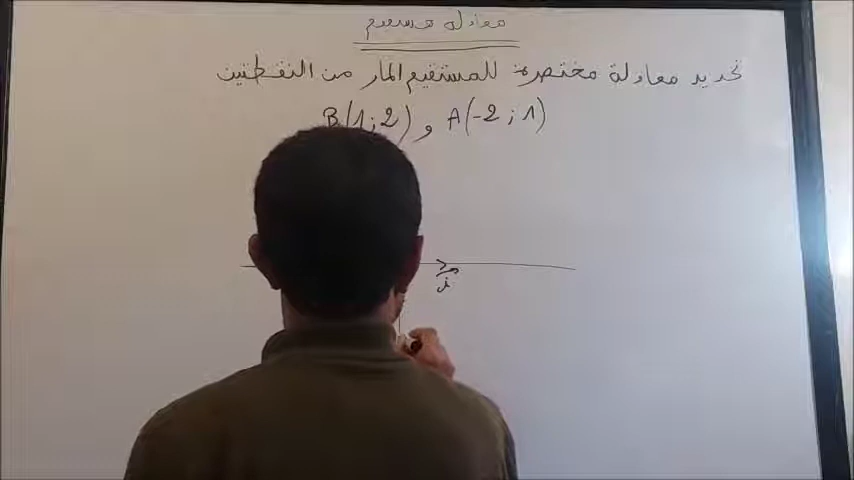 معادلة مستقيم
تحديد معادلة مختصرة للمستقيم المار من النقطتين
A(-2 ; 1) و B(1 ; 2)
i